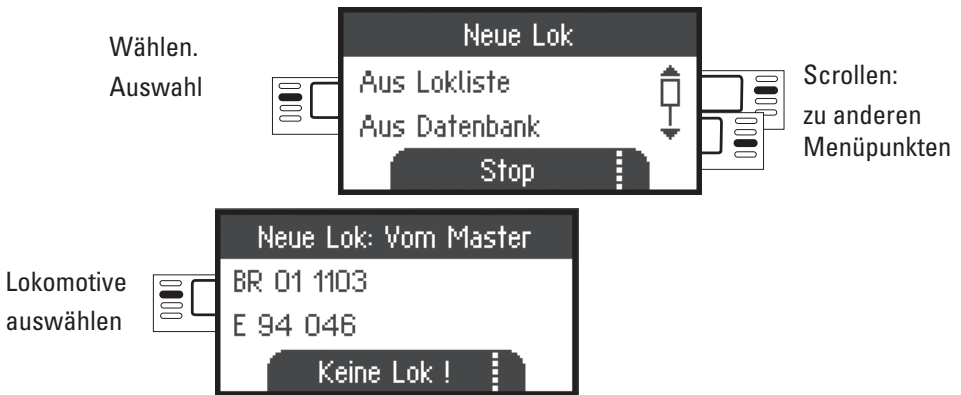 Wählen.
Auswahl
Neue Lok
Aus Lokliste
Aus Datenbank
Stop
Scrollen:
zu anderen
Menüpunkten
Neue Lok: Vom Master
BR 01 1103
E 94 046
Keine Lok !
Lokomotive
auswählen